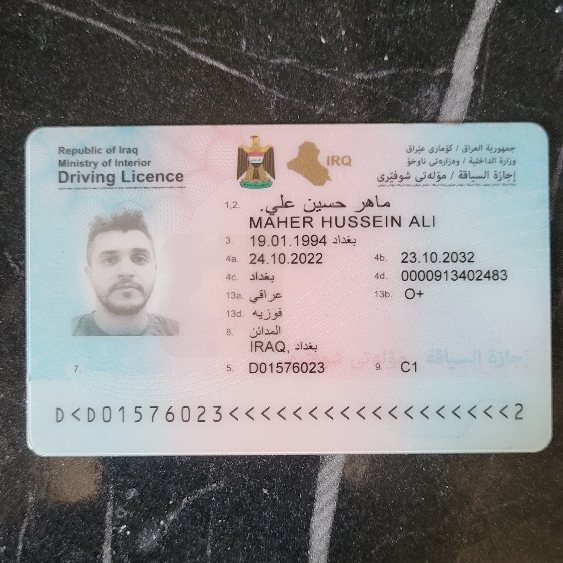 Republic of Iraq
Ministry of Interior
Driving Licence
IRQ
جمهورية العراق / كۆماری عێراق
وزارة الداخلية / وەزارەتی ناوخۆ
إجازة السياقة / مۆڵەتی شوفێری
1,2. ماهر حسين علي.
MAHER HUSSEIN ALI
3. 19.01.1994 بغداد
4a. 24.10.2022 4b. 23.10.2032
4c. بغداد 4d. 0000913402483
13a. عراقي 13b. O+
13d. فوزيه
8. المدائن
IRAQ, بغداد
إجازة السياقة مۆڵەتی شوفێری
7. 5. D01576023 9. C1
D<D01576023<<<<<<<<<<<<<<<<<<2